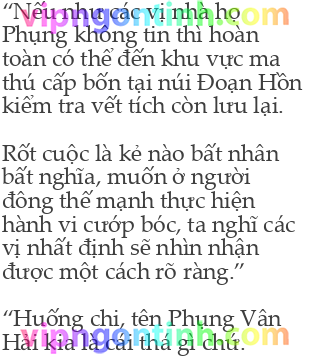 “Nếu như các vị nhà họ
Phụng không tin thì hoàn
toàn có thể đến khu vực ma
thú cấp bốn tại núi Đoạn Hồn
kiểm tra vết tích còn lưu lại.
Rốt cuộc là kẻ nào bất nhân
bất nghĩa, muốn ở người
đông thế mạnh thực hiện
hành vi cướp bóc, ta nghĩ các
vị nhất định sẽ nhìn nhận
được một cách rõ ràng.”
“Huống chi, tên Phụng Vân
Hài kia là cái thá gì chứ.
vipngontinh.com
vipngontinh.com